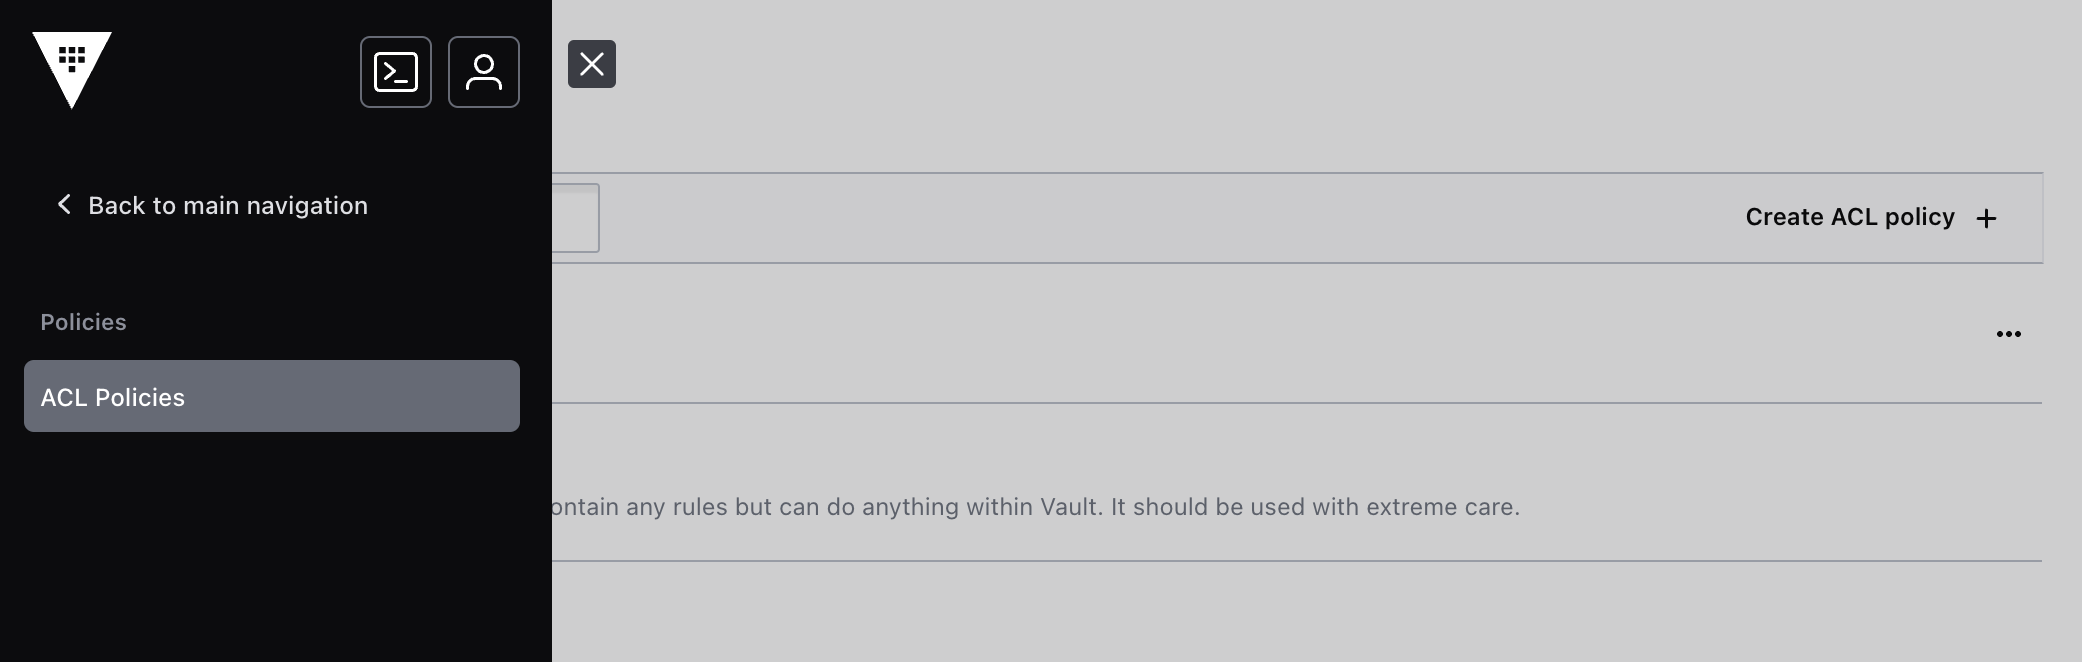 Back to main navigation
Create ACL policy
Policies
ACL Policies
any rules but can do anything within Vault. It should be used with extreme care.